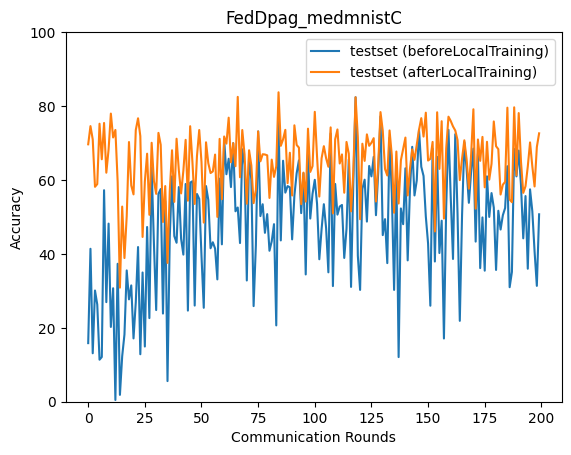 FedDpag_medmnistC
testset (beforeLocalTraining)
testset (afterLocalTraining)
100
80
60
40
20
0
Accuracy
0 25 50 75 100 125 150 175 200
Communication Rounds